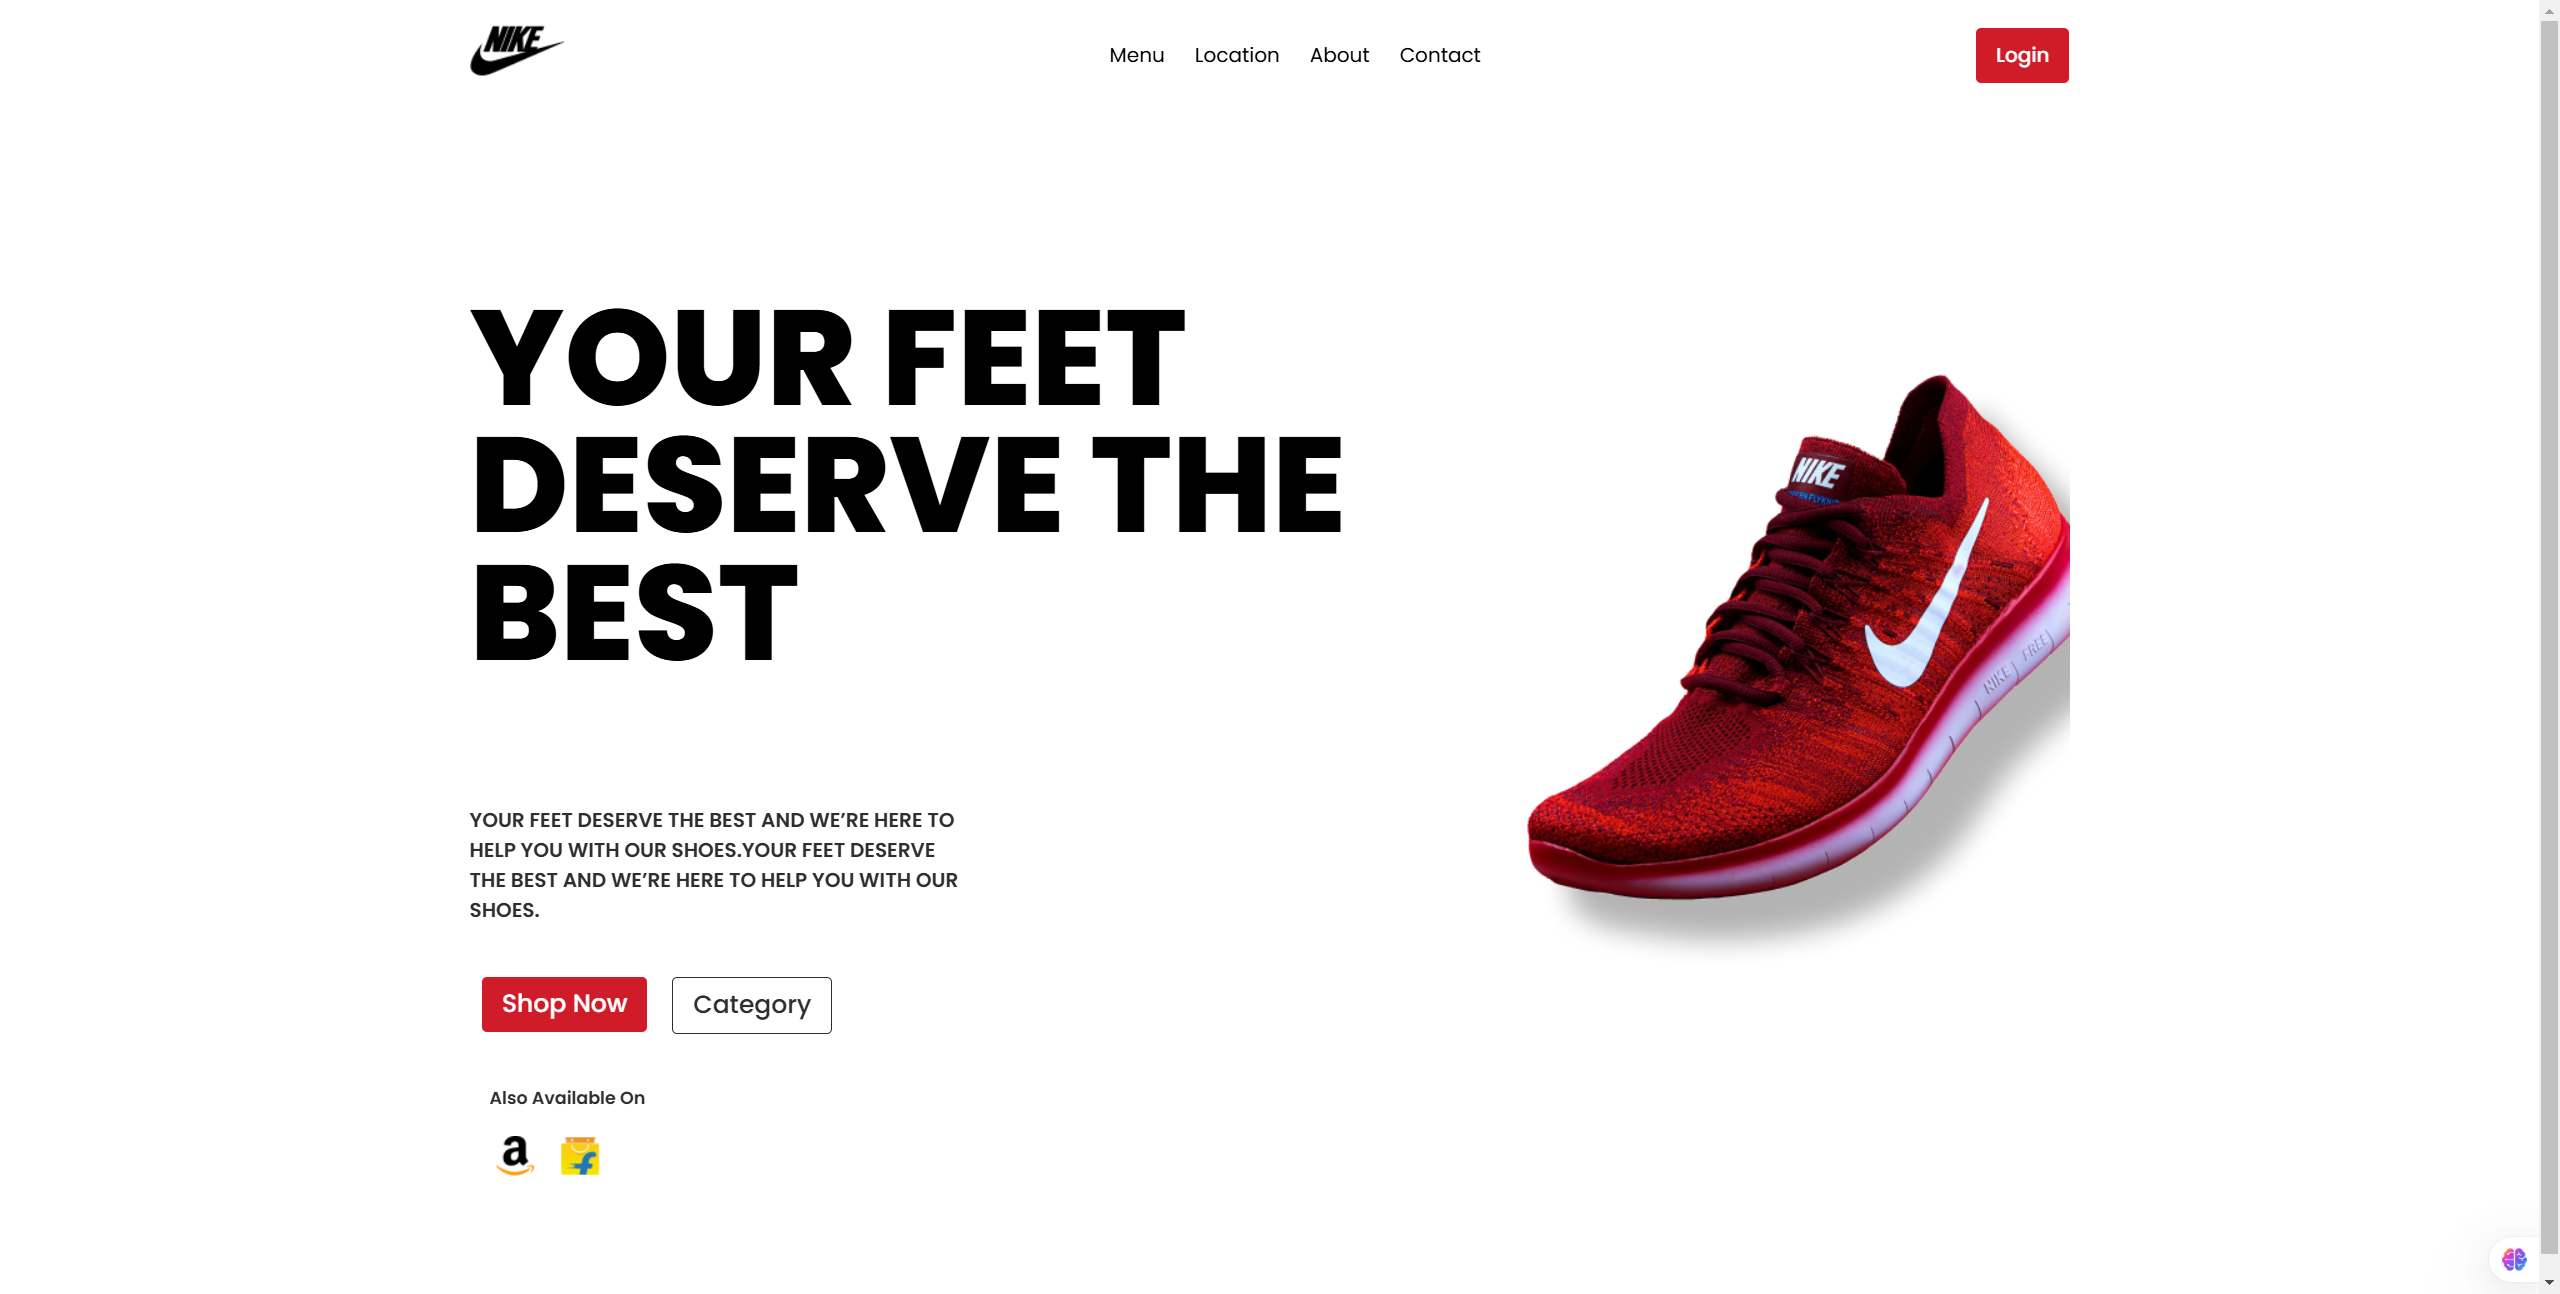 NIKE
Menu Location About Contact
Login
YOUR FEET
DESERVE THE
BEST
NIKE
NIKE FREE
YOUR FEET DESERVE THE BEST AND WE’RE HERE TO
HELP YOU WITH OUR SHOES.YOUR FEET DESERVE
THE BEST AND WE’RE HERE TO HELP YOU WITH OUR
SHOES.
Shop Now
Category
Also Available On
a
f